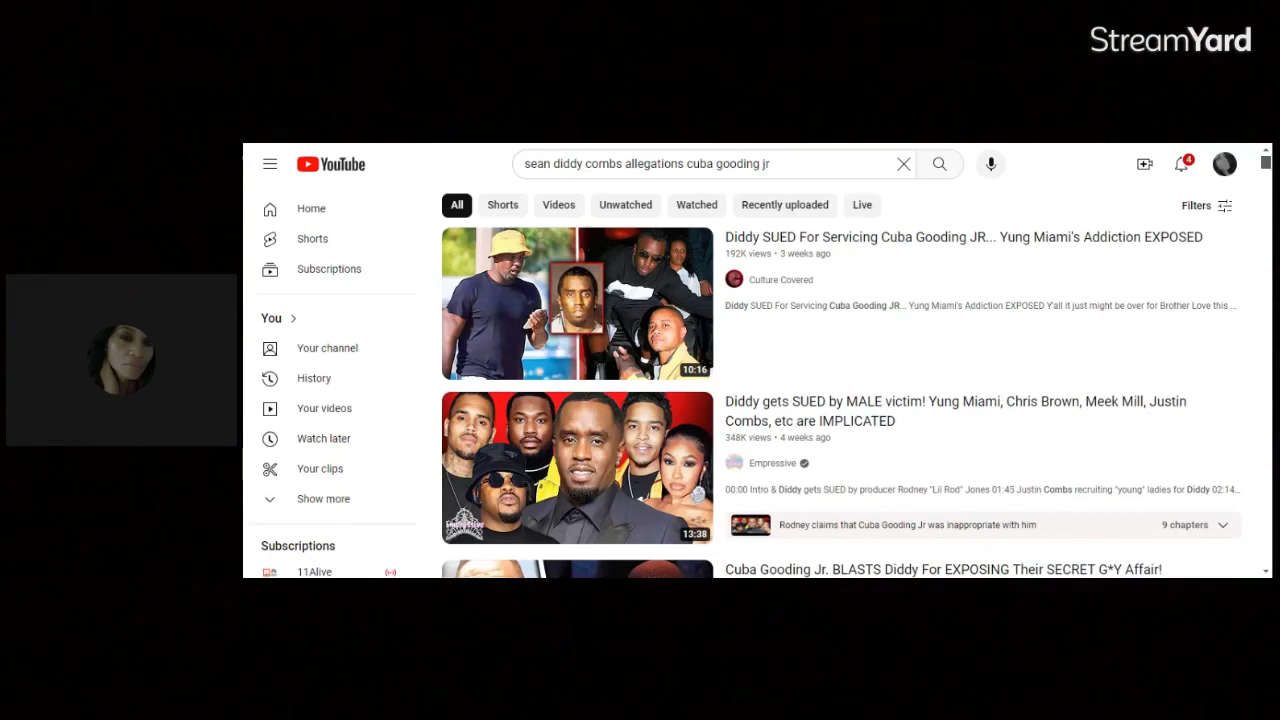 StreamYard
YouTube
sean diddy combs allegations cuba gooding jr
4
Home
Shorts
Subscriptions
You
Your channel
History
Your videos
Watch later
Your clips
Show more
Subscriptions
11Alive
All Shorts Videos Unwatched Watched Recently uploaded Live
Filters
10:16
Diddy SUED For Servicing Cuba Gooding JR... Yung Miami's Addiction EXPOSED
192K views • 3 weeks ago
Culture Covered
Diddy SUED For Servicing Cuba Gooding JR... Yung Miami's Addiction EXPOSED Y'all it just might be over for Brother Love this ...
Empressive
13:38
Diddy gets SUED by MALE victim! Yung Miami, Chris Brown, Meek Mill, Justin
Combs, etc are IMPLICATED
348K views • 4 weeks ago
Empressive
00:00 Intro & Diddy gets SUED by producer Rodney "Lil Rod" Jones 01:45 Justin Combs recruiting "young" ladies for Diddy 02:14...
Rodney claims that Cuba Gooding Jr was inappropriate with him
9 chapters
Cuba Gooding Jr. BLASTS Diddy For EXPOSING Their SECRET G*Y Affair!